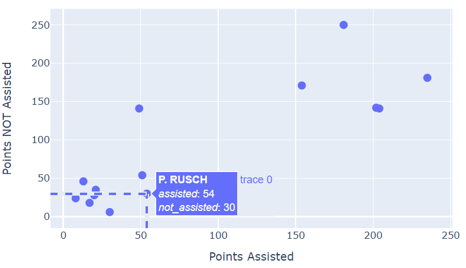 250
200
150
100
50
0
Points NOT Assisted
P. RUSCH
assisted: 54
not_assisted: 30
trace 0
0
50
100
150
200
250
Points Assisted